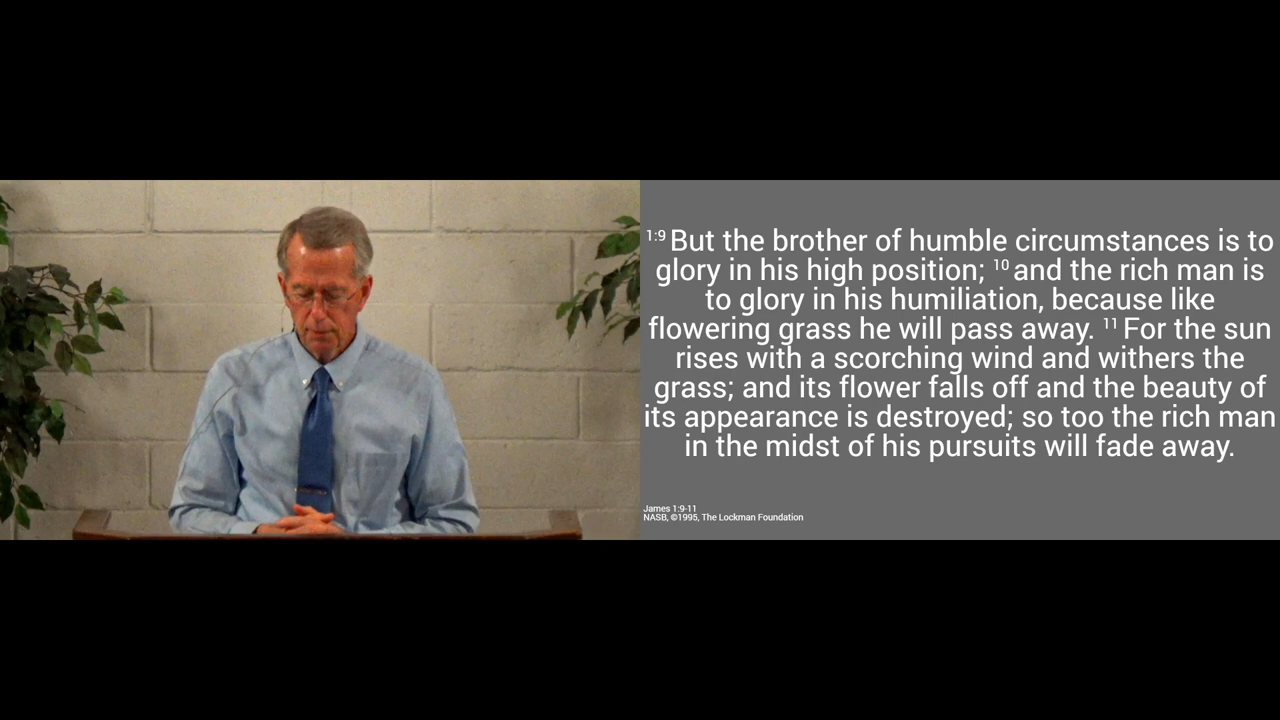 1:9 But the brother of humble circumstances is to
glory in his high position; 10 and the rich man is
to glory in his humiliation, because like
flowering grass he will pass away. 11 For the sun
rises with a scorching wind and withers the
grass; and its flower falls off and the beauty of
its appearance is destroyed; so too the rich man
in the midst of his pursuits will fade away.
James 1:9-11
NASB, ©1995, The Lockman Foundation